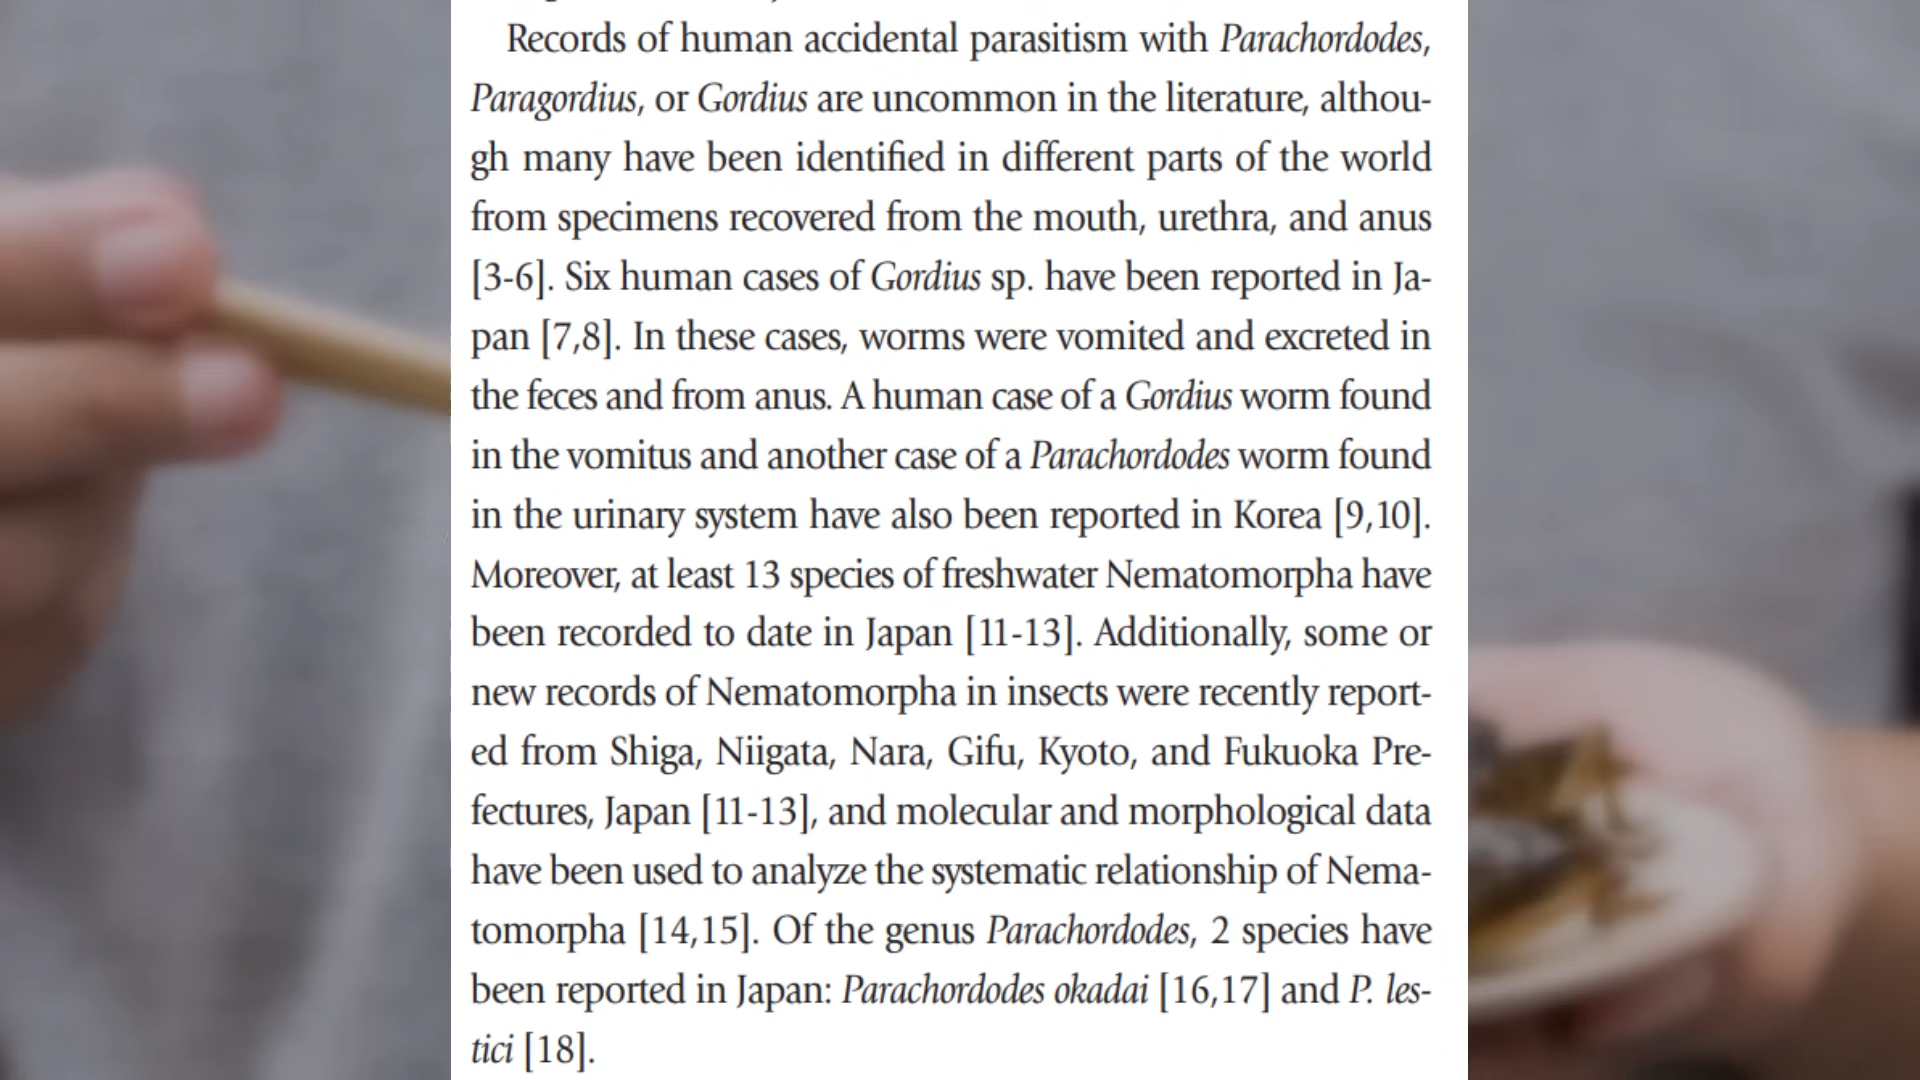 Records of human accidental parasitism with Parachordodes,
Paragordius, or Gordius are uncommon in the literature, althou-
gh many have been identified in different parts of the world
from specimens recovered from the mouth, urethra, and anus
[3-6]. Six human cases of Gordius sp. have been reported in Ja-
pan [7,8]. In these cases, worms were vomited and excreted in
the feces and from anus. A human case of a Gordius worm found
in the vomitus and another case of a Parachordodes worm found
in the urinary system have also been reported in Korea [9,10].
Moreover, at least 13 species of freshwater Nematomorpha have
been recorded to date in Japan [11-13]. Additionally, some or
new records of Nematomorpha in insects were recently report-
ed from Shiga, Niigata, Nara, Gifu, Kyoto, and Fukuoka Pre-
fectures, Japan [11-13], and molecular and morphological data
have been used to analyze the systematic relationship of Nema-
tomorpha [14,15]. Of the genus Parachordodes, 2 species have
been reported in Japan: Parachordodes okadai [16,17] and P. les-
tici [18].